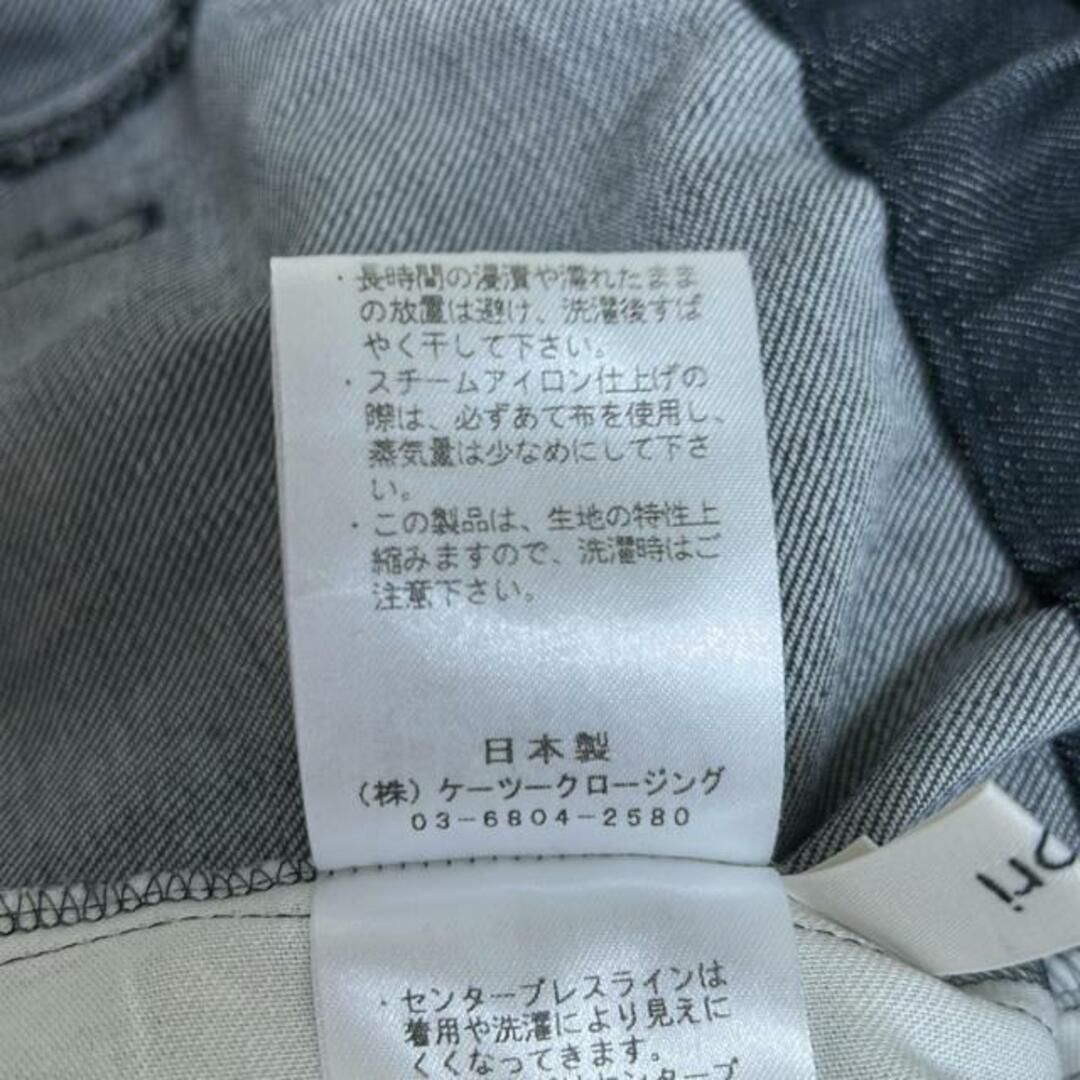 ・長時間の浸漬や濡れたまま
の放置は避け、洗濯後すば
やく干して下さい。
・スチームアイロン仕上げの
際は、必ずあて布を使用し、
蒸気量は少なめにして下さ
い。
・この製品は、生地の特性上
縮みますので、洗濯時はご
注意下さい。
日本製
(株)ケーツークロージング
03-6804-2580
・センタープレスラインは
着用や洗濯により見えに
くくなってきます。
センタープ
ori